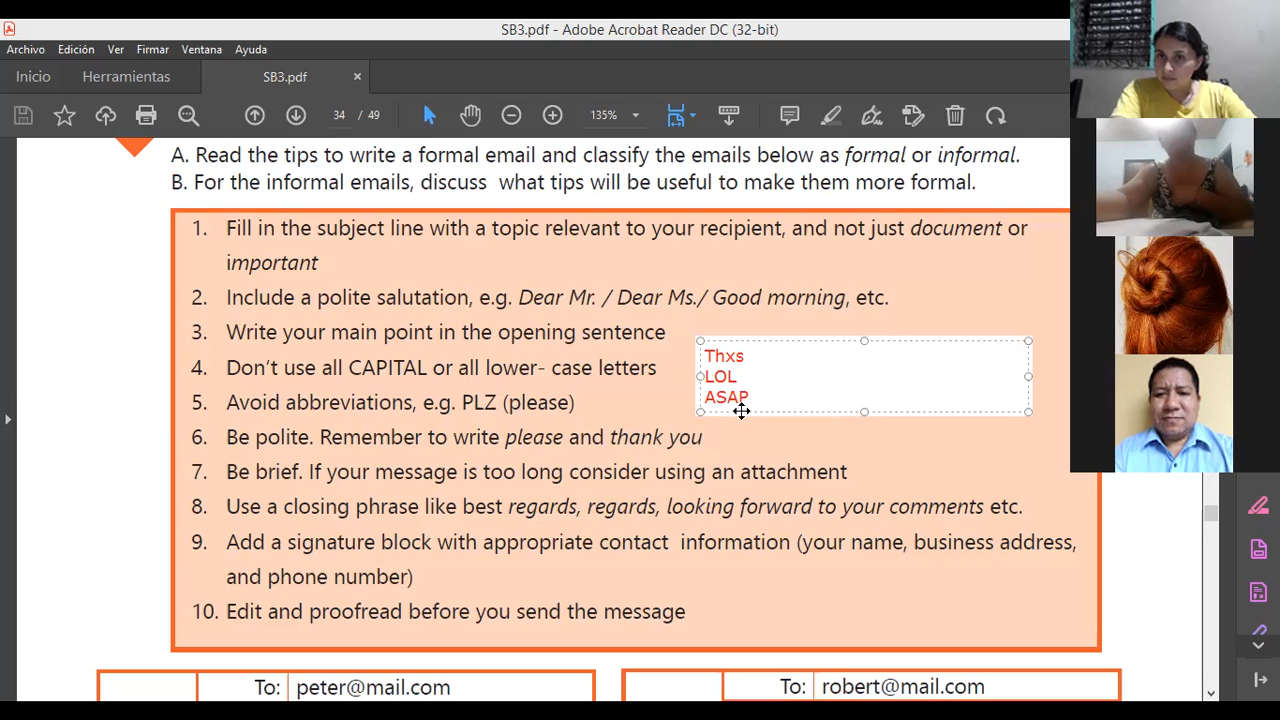 SB3.pdf - Adobe Acrobat Reader DC (32-bit)
Archivo Edición Ver Firmar Ventana Ayuda
Inicio Herramientas SB3.pdf ×
34 / 49 135%
A. Read the tips to write a formal email and classify the emails below as formal or informal.
B. For the informal emails, discuss what tips will be useful to make them more formal.
1. Fill in the subject line with a topic relevant to your recipient, and not just document or
important
2. Include a polite salutation, e.g. Dear Mr. / Dear Ms./ Good morning, etc.
3. Write your main point in the opening sentence
4. Don't use all CAPITAL or all lower- case letters
5. Avoid abbreviations, e.g. PLZ (please)
6. Be polite. Remember to write please and thank you
7. Be brief. If your message is too long consider using an attachment
8. Use a closing phrase like best regards, regards, looking forward to your comments etc.
9. Add a signature block with appropriate contact information (your name, business address,
and phone number)
10. Edit and proofread before you send the message
Thxs
LOL
ASAP
To: peter@mail.com
To: robert@mail.com